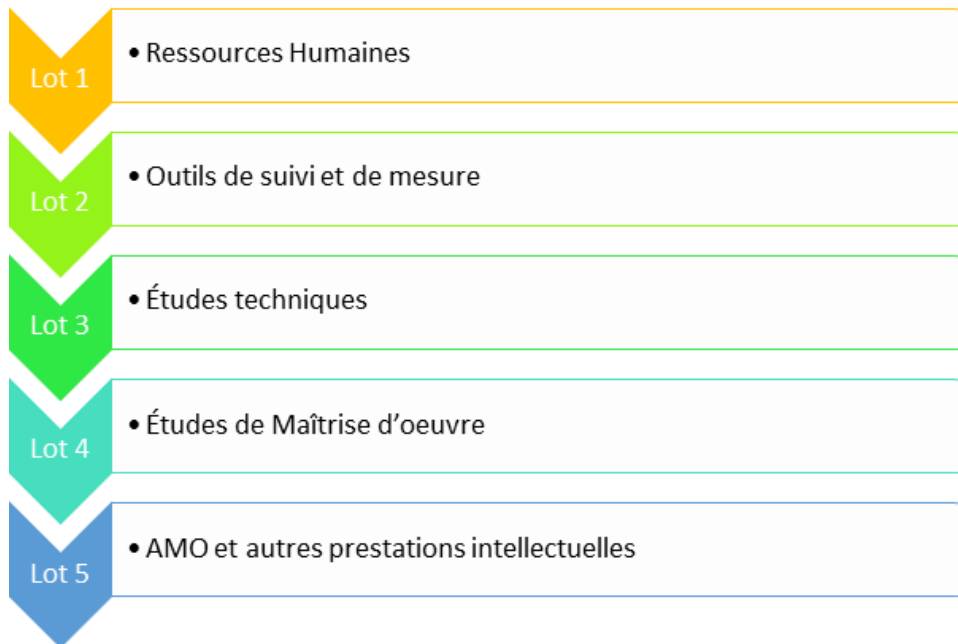 Lot 1
• Ressources Humaines
Lot 2
• Outils de suivi et de mesure
Lot 3
• Études techniques
Lot 4
• Études de Maîtrise d’oeuvre
Lot 5
• AMO et autres prestations intellectuelles